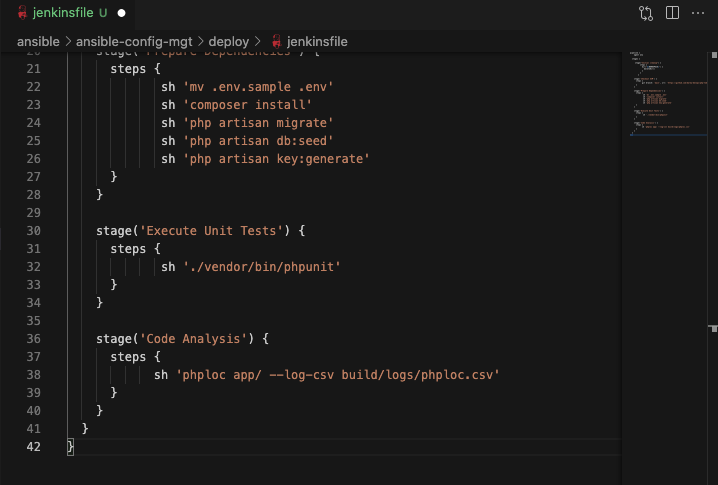 jenkinsfile U
ansible > ansible-config-mgt > deploy > jenkinsfile
20 stage('Prepare Dependencies') {
21 steps {
22 sh 'mv .env.sample .env'
23 sh 'composer install'
24 sh 'php artisan migrate'
25 sh 'php artisan db:seed'
26 sh 'php artisan key:generate'
27 }
28 }
29
30 stage('Execute Unit Tests') {
31 steps {
32 sh './vendor/bin/phpunit'
33 }
34 }
35
36 stage('Code Analysis') {
37 steps {
38 sh 'phploc app/ --log-csv build/logs/phploc.csv'
39 }
40 }
41 }
42 }